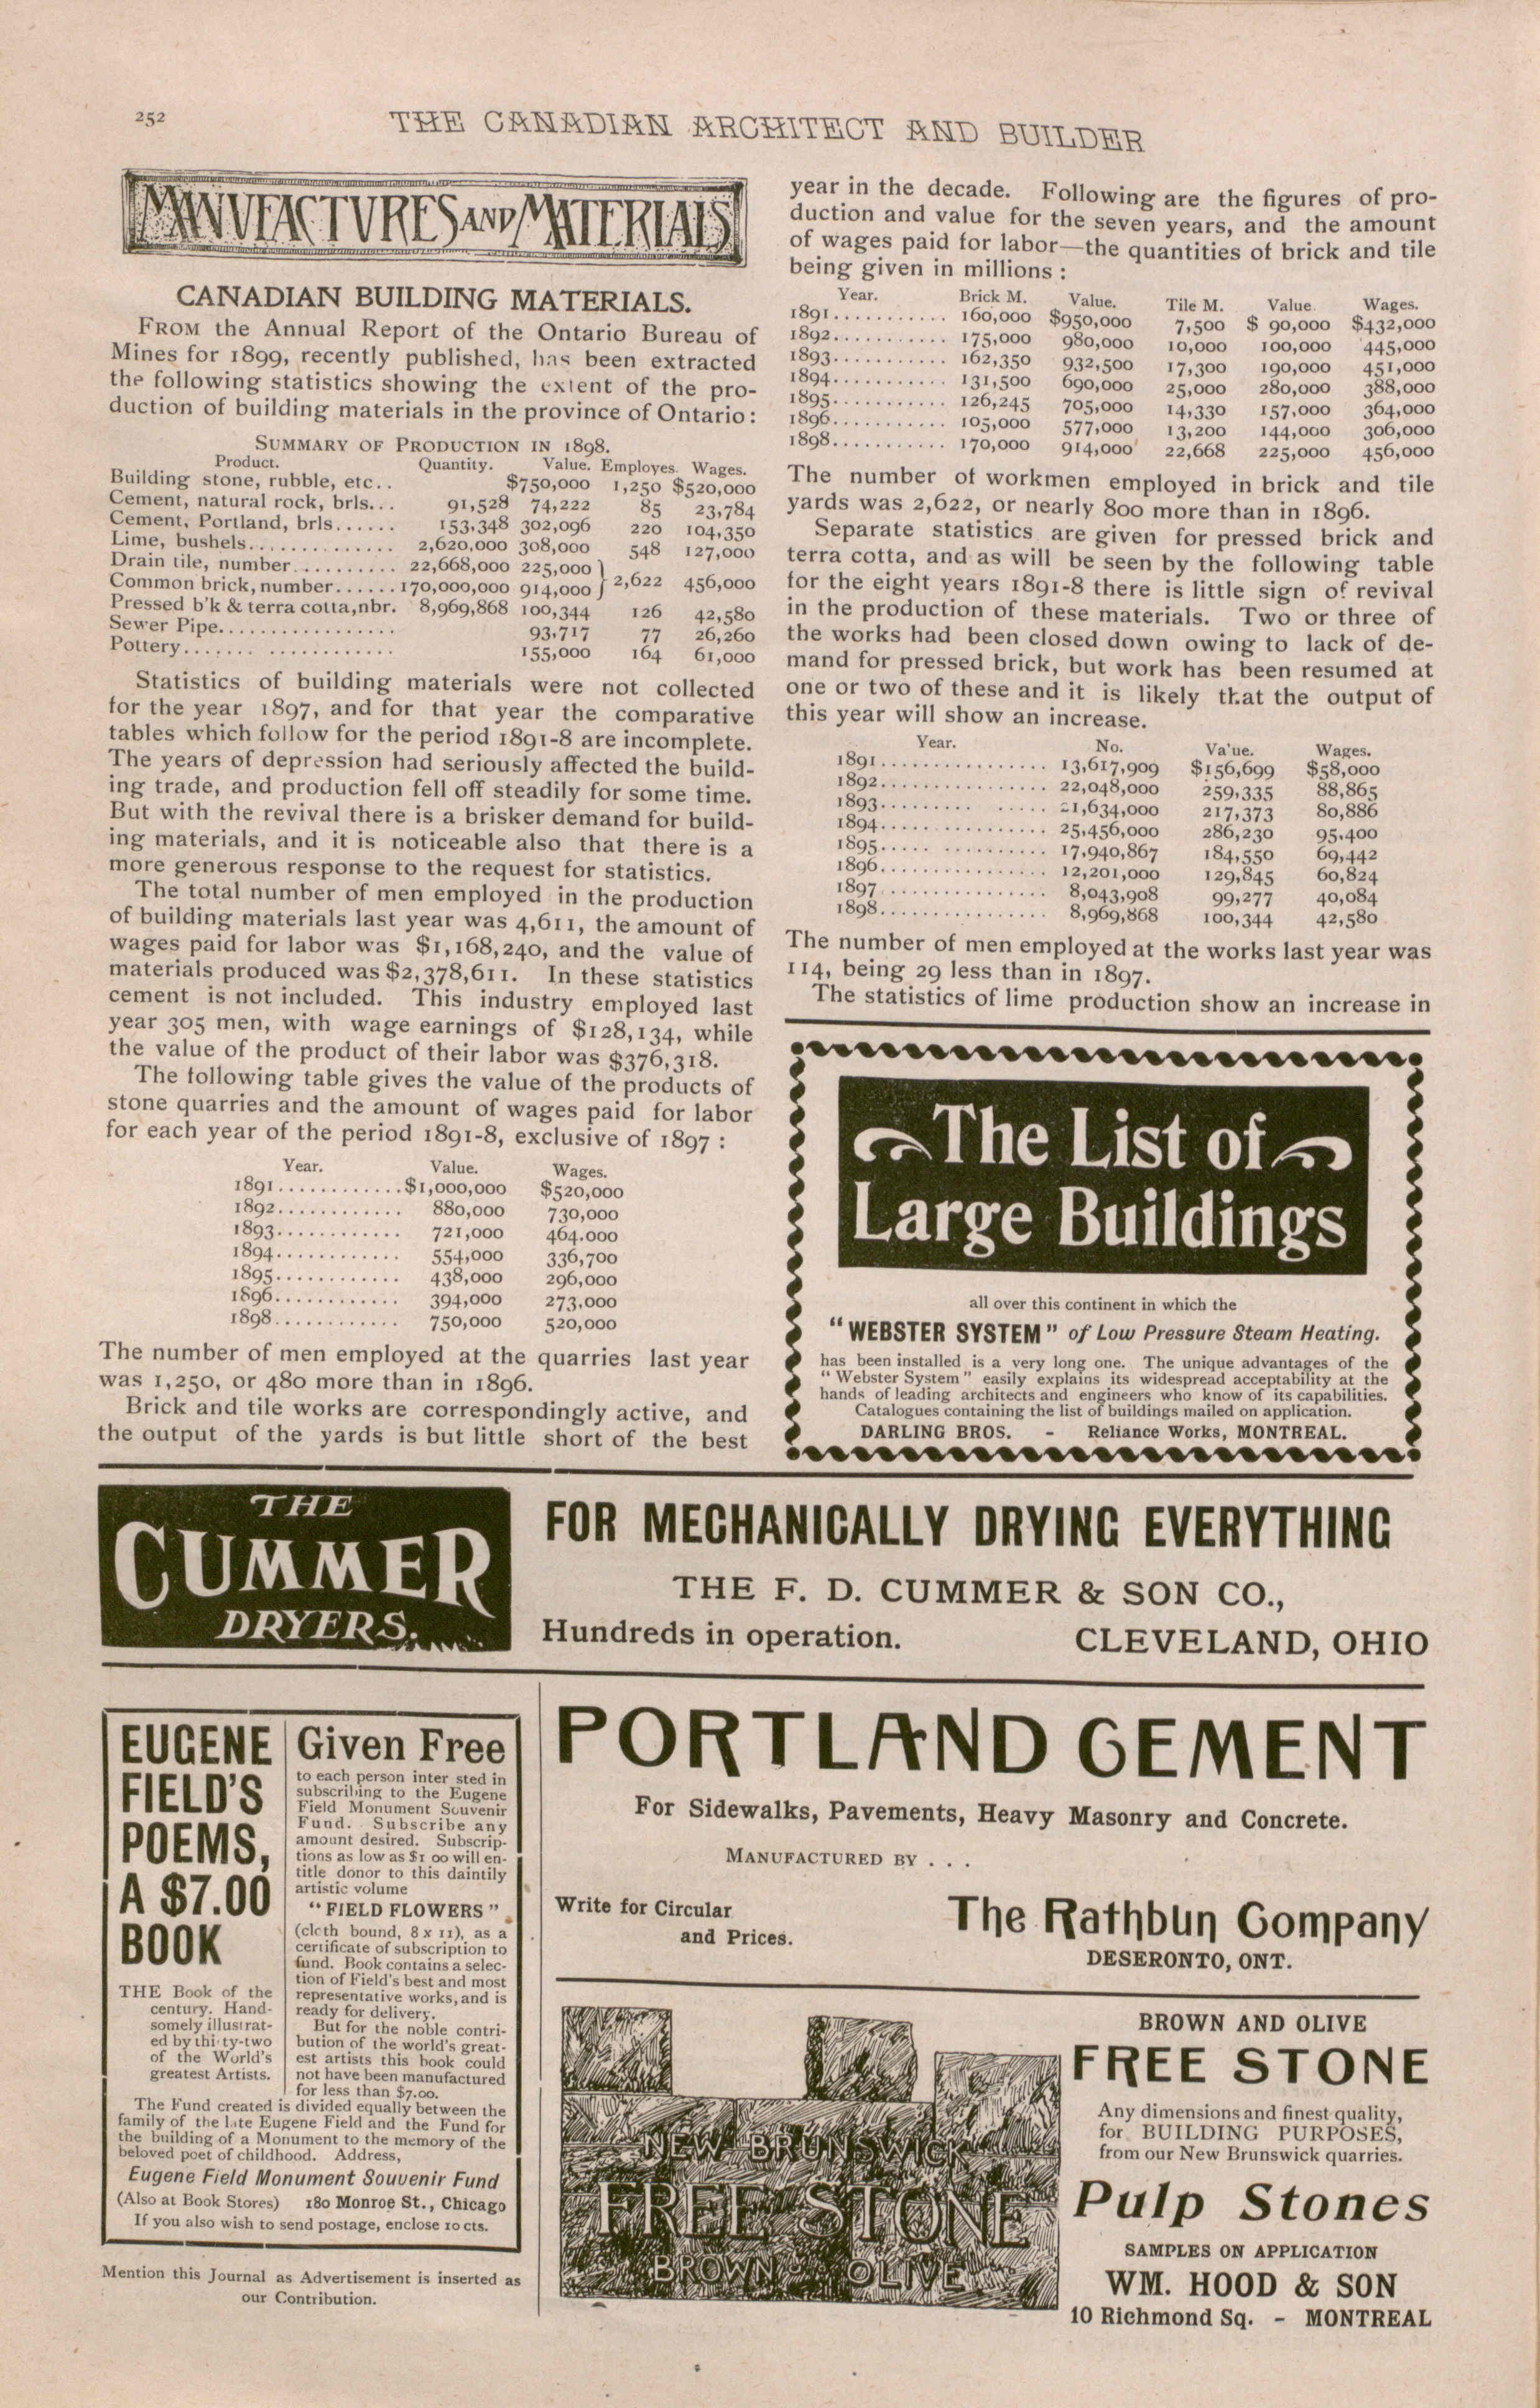 252
THE CANADIAN ARCHITECT AND BUILDER
MANUFACTURES AND MATERIALS
CANADIAN BUILDING MATERIALS.
FROM the Annual Report of the Ontario Bureau of
Mines for 1899, recently published, has been extracted
the following statistics showing the extent of the pro-
duction of building materials in the province of Ontario:
SUMMARY OF PRODUCTION IN 1898.
Product. Quantity. Value. Employes. Wages.
Building stone, rubble, etc.. $750,000 1,250 $520,000
Cement, natural rock, brls... 91,528 74,222 85 23,784
Cement, Portland, brls...... 153,348 302,096 220 104,350
Lime, bushels.............. 2,620,000 308,000 548 127,000
Drain tile, number.......... 22,668,000 225,000
Common brick, number...... 170,000,000 914,000 } 2,622 456,000
Pressed b'k & terra cotta, nbr. 8,969,868 100,344 126 42,580
Sewer Pipe................ 93,717 77 26,260
Pottery....... ............ 155,000 164 61,000
Statistics of building materials were not collected
for the year 1897, and for that year the comparative
tables which follow for the period 1891-8 are incomplete.
The years of depression had seriously affected the build-
ing trade, and production fell off steadily for some time.
But with the revival there is a brisker demand for build-
ing materials, and it is noticeable also that there is a
more generous response to the request for statistics.
The total number of men employed in the production
of building materials last year was 4,611, the amount of
wages paid for labor was $1,168,240, and the value of
materials produced was $2,378,611. In these statistics
cement is not included. This industry employed last
year 305 men, with wage earnings of $128,134, while
the value of the product of their labor was $376,318.
The following table gives the value of the products of
stone quarries and the amount of wages paid for labor
for each year of the period 1891-8, exclusive of 1897 :
Year. Value. Wages.
1891............$1,000,000 $520,000
1892............ 880,000 730,000
1893............ 721,000 464.000
1894............ 554,000 336,700
1895............ 438,000 296,000
1896............ 394,000 273,000
1898............ 750,000 520,000
The number of men employed at the quarries last year
was 1,250, or 480 more than in 1896.
Brick and tile works are correspondingly active, and
the output of the yards is but little short of the best
year in the decade. Following are the figures of pro-
duction and value for the seven years, and the amount
of wages paid for labor—the quantities of brick and tile
being given in millions :
Year. Brick M. Value. Tile M. Value. Wages.
1891........... 160,000 $950,000 7,500 $ 90,000 $432,000
1892........... 175,000 980,000 10,000 100,000 445,000
1893........... 162,350 932,500 17,300 190,000 451,000
1894........... 131,500 690,000 25,000 280,000 388,000
1895........... 126,245 705,000 14,330 157,000 364,000
1896........... 105,000 577,000 13,200 144,000 306,000
1898........... 170,000 914,000 22,668 225,000 456,000
The number of workmen employed in brick and tile
yards was 2,622, or nearly 800 more than in 1896.
Separate statistics are given for pressed brick and
terra cotta, and as will be seen by the following table
for the eight years 1891-8 there is little sign of revival
in the production of these materials. Two or three of
the works had been closed down owing to lack of de-
mand for pressed brick, but work has been resumed at
one or two of these and it is likely that the output of
this year will show an increase.
Year. No. Va'ue. Wages.
1891................ 13,617,909 $156,699 $58,000
1892................ 22,048,000 259,335 88,865
1893......... ..... 21,634,000 217,373 80,886
1894................ 25,456,000 286,230 95.400
1895..... .......... 17,940,867 184,550 69,442
1896................ 12,201,000 129,845 60,824
1897................ 8,043,908 99,277 40,084
1898................ 8,969,868 100,344 42,580
The number of men employed at the works last year was
114, being 29 less than in 1897.
The statistics of lime production show an increase in
The List of
Large Buildings
all over this continent in which the
"WEBSTER SYSTEM" of Low Pressure Steam Heating.
has been installed is a very long one. The unique advantages of the
"Webster System" easily explains its widespread acceptability at the
hands of leading architects and engineers who know of its capabilities.
Catalogues containing the list of buildings mailed on application.
DARLING BROS. - Reliance Works, MONTREAL.
THE
CUMMER
DRYERS.
FOR MECHANICALLY DRYING EVERYTHING
THE F. D. CUMMER & SON CO.,
Hundreds in operation. CLEVELAND, OHIO
EUGENE
FIELD'S
POEMS,
A $7.00
BOOK
THE Book of the
century. Hand-
somely illustrat-
ed by thi ty-two
of the World's
greatest Artists.
Given Free
to each person inter sted in
subscribing to the Eugene
Field Monument Souvenir
Fund. Subscribe any
amount desired. Subscrip-
tions as low as $1 00 will en-
title donor to this daintily
artistic volume
"FIELD FLOWERS"
(cloth bound, 8 x 11), as a
certificate of subscription to
fund. Book contains a selec-
tion of Field's best and most
representative works, and is
ready for delivery.
But for the noble contri-
bution of the world's great-
est artists this book could
not have been manufactured
for less than $7.00.
The Fund created is divided equally between the
family of the late Eugene Field and the Fund for
the building of a Monument to the memory of the
beloved poet of childhood. Address,
Eugene Field Monument Souvenir Fund
(Also at Book Stores) 180 Monroe St., Chicago
If you also wish to send postage, enclose 10 cts.
Mention this Journal as Advertisement is inserted as
our Contribution.
PORTLAND CEMENT
For Sidewalks, Pavements, Heavy Masonry and Concrete.
MANUFACTURED BY . . .
Write for Circular
and Prices.
The Rathbun Company
DESERONTO, ONT.
NEW BRUNSWICK
FREE STONE
BROWN & OLIVE
BROWN AND OLIVE
FREE STONE
Any dimensions and finest quality,
for BUILDING PURPOSES,
from our New Brunswick quarries.
Pulp Stones
SAMPLES ON APPLICATION
WM. HOOD & SON
10 Richmond Sq. - MONTREAL